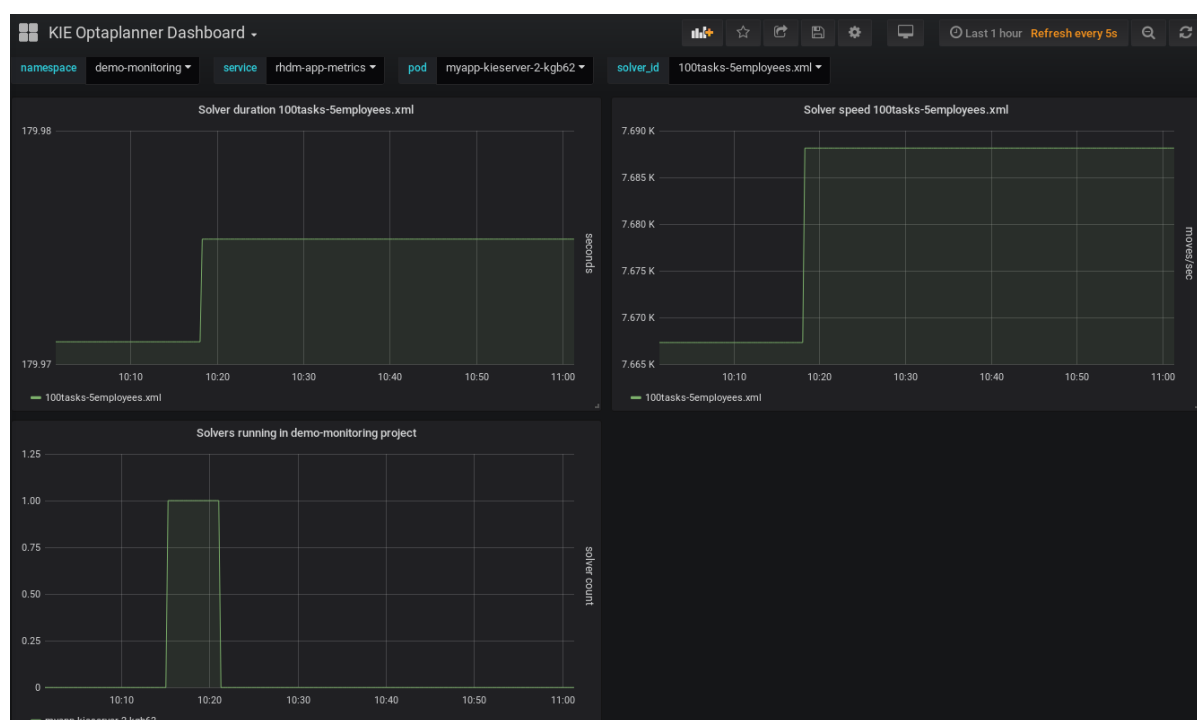 KIE Optaplanner Dashboard
Last 1 hour Refresh every 5s
namespace demo-monitoring service rhdm-app-metrics pod myapp-kieserver-2-kgb62 solver_id 100tasks-5employees.xml
Solver duration 100tasks-5employees.xml
179.98
179.97
10:10 10:20 10:30 10:40 10:50 11:00
seconds
100tasks-5employees.xml
Solver speed 100tasks-5employees.xml
7.690 K
7.685 K
7.680 K
7.675 K
7.670 K
7.665 K
10:10 10:20 10:30 10:40 10:50 11:00
moves/sec
100tasks-5employees.xml
Solvers running in demo-monitoring project
1.25
1.00
0.75
0.50
0.25
0
10:10 10:20 10:30 10:40 10:50 11:00
solver count
myapp-kieserver-2-kgb62